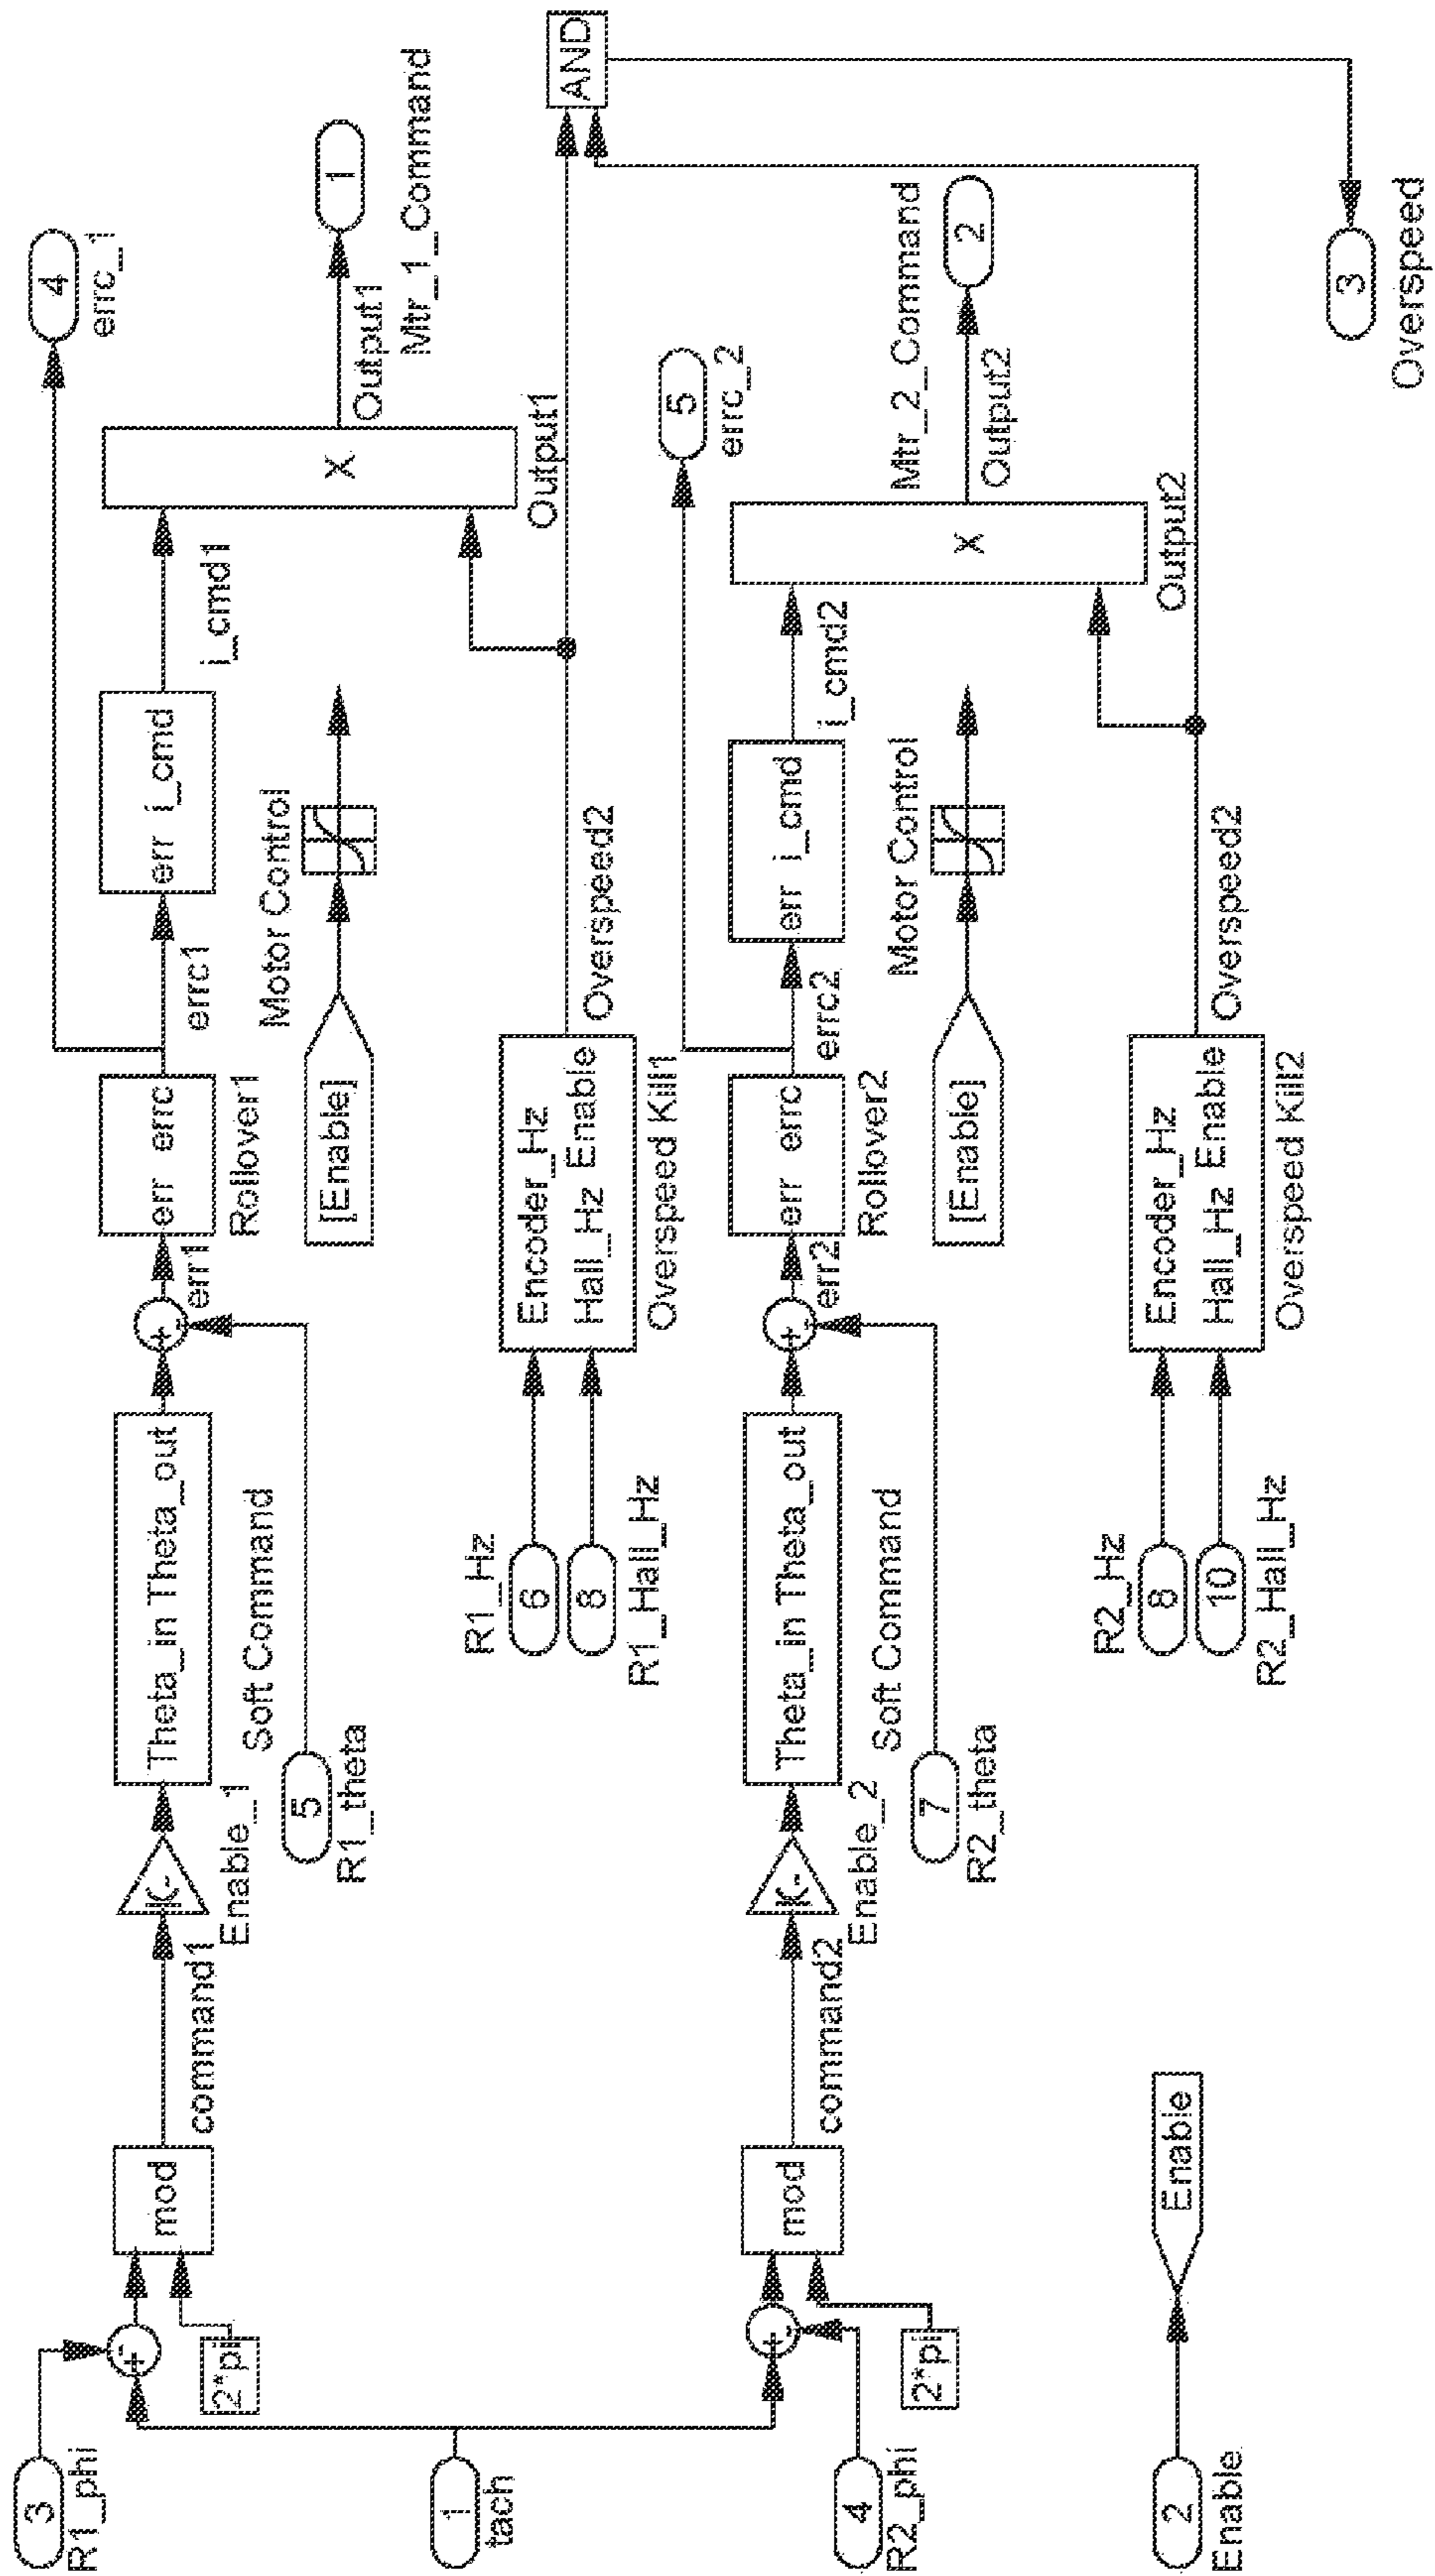 3
R1_phi
2*pi
mod
command1
K-
Enable_1
Theta_in Theta_out
Soft Command
5
R1_theta
+
-
err1
err errc
Rollover1
errc1
4
errc_1
err i_cmd
Motor Control
i_cmd1
[Enable]
X
Output1
1
Mtr_1_Command
R1_Hz
6
8
R1_Hall_Hz
Encoder_Hz
Hall_Hz Enable
Overspeed Kill1
Overspeed2
Output1
AND
1
tach
+
-
4
R2_phi
2*pi
mod
command2
K-
Enable_2
Theta_in Theta_out
Soft Command
7
R2_theta
+
-
err2
err errc
Rollover2
errc2
5
errc_2
err i_cmd
Motor Control
i_cmd2
[Enable]
X
Output2
2
Mtr_2_Command
R2_Hz
8
10
R2_Hall_Hz
Encoder_Hz
Hall_Hz Enable
Overspeed Kill2
Overspeed2
Output2
3
Overspeed
2
Enable
Enable
+
-